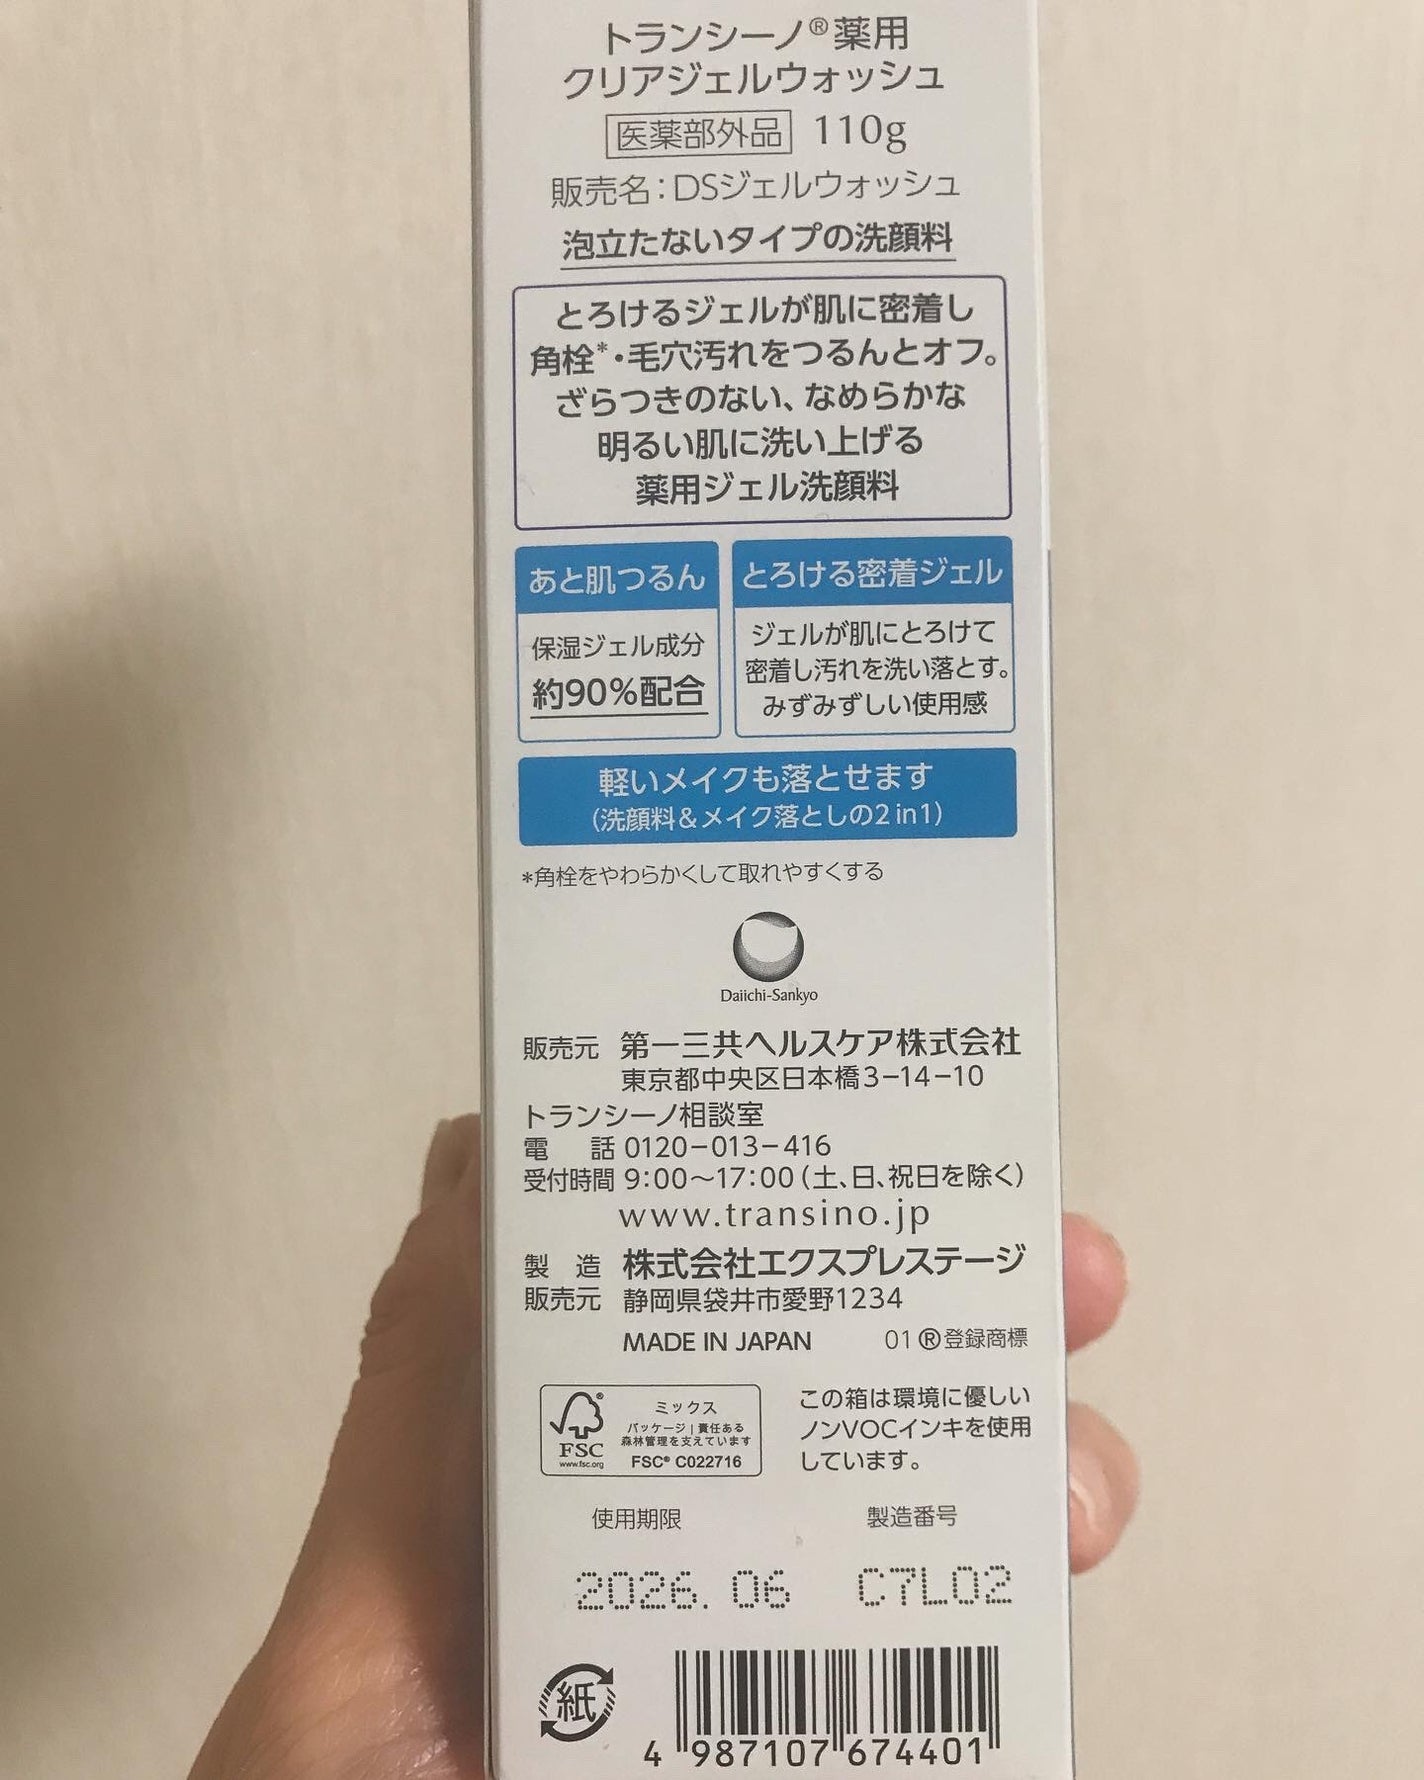 トランシーノ®薬用
クリアジェルウォッシュ
医薬部外品 110g
販売名:DSジェルウォッシュ
泡立たないタイプの洗顔料
とろけるジェルが肌に密着し
角栓*・毛穴汚れをつるんとオフ。
ざらつきのない、なめらかな
明るい肌に洗い上げる
薬用ジェル洗顔料
あと肌つるん
保湿ジェル成分
約90%配合
とろける密着ジェル
ジェルが肌にとろけて
密着し汚れを洗い落とす。
みずみずしい使用感
軽いメイクも落とせます
(洗顔料&メイク落としの2in1)
*角栓をやわらかくして取れやすくする
Daiichi-Sankyo
販売元 第一三共ヘルスケア株式会社
東京都中央区日本橋3-14-10
トランシーノ相談室
電 話 0120-013-416
受付時間 9:00~17:00(土、日、祝日を除く)
www.transino.jp
製 造 株式会社エクスプレステージ
販売元 静岡県袋井市愛野1234
MADE IN JAPAN 01 ®登録商標
FSC®
www.fsc.org
ミックス
パッケージ|責任ある
森林管理を支えています
FSC® C022716
この箱は環境に優しい
ノンVOCインキを使用
しています。
使用期限 製造番号
2026.06 C7L02
紙
4 987107 674401